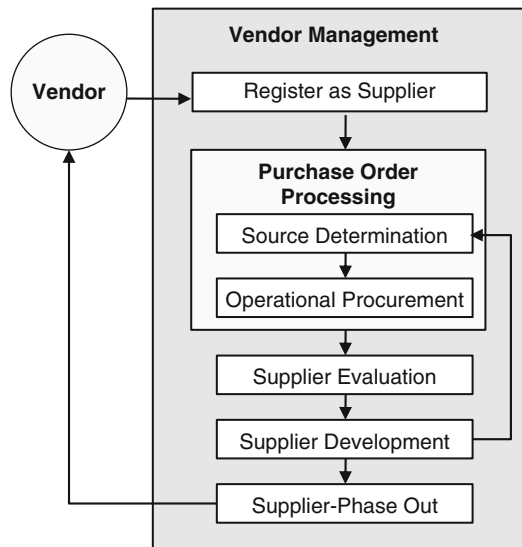 Vendor Management
Vendor
Register as Supplier
Purchase Order
Processing
Source Determination
Operational Procurement
Supplier Evaluation
Supplier Development
Supplier-Phase Out